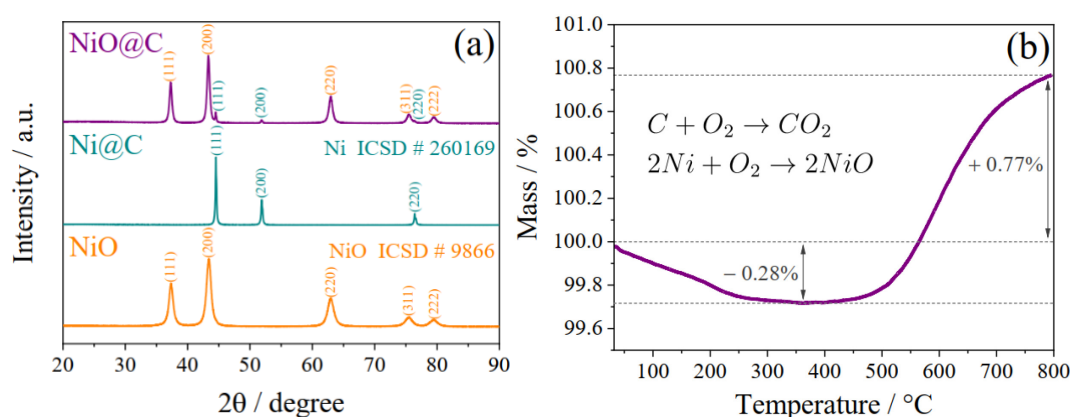 (a)
NiO@C
(111)
(200)
(111)
(200)
(220)
(311)
(220)
(222)
Ni@C
Ni ICSD # 260169
(111)
(200)
(220)
NiO
NiO ICSD # 9866
(111)
(200)
(220)
(311)
(222)
Intensity / a.u.
20 30 40 50 60 70 80 90
2θ / degree
(b)
101.0
100.8
100.6
100.4
100.2
100.0
99.8
99.6
Mass / %
C + O₂ → CO₂
2Ni + O₂ → 2NiO
+ 0.77%
− 0.28%
100 200 300 400 500 600 700 800
Temperature / °C